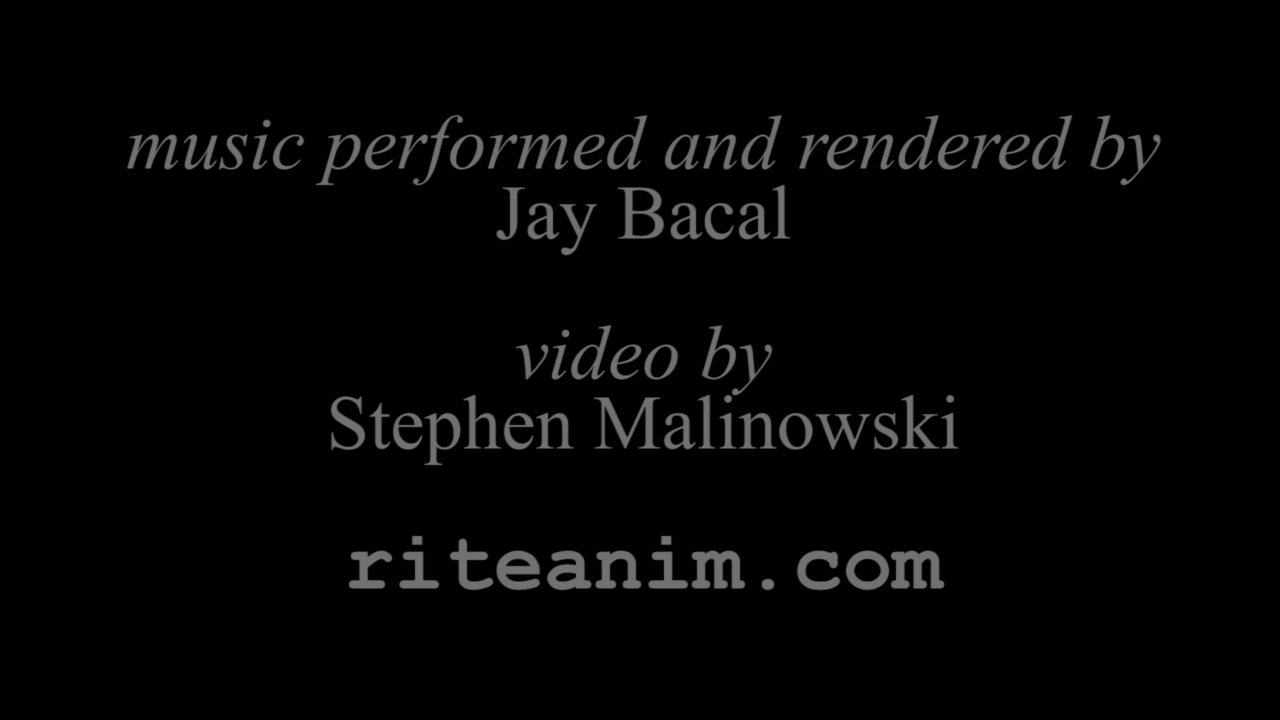 music performed and rendered by
Jay Bacal
video by
Stephen Malinowski
riteanim.com